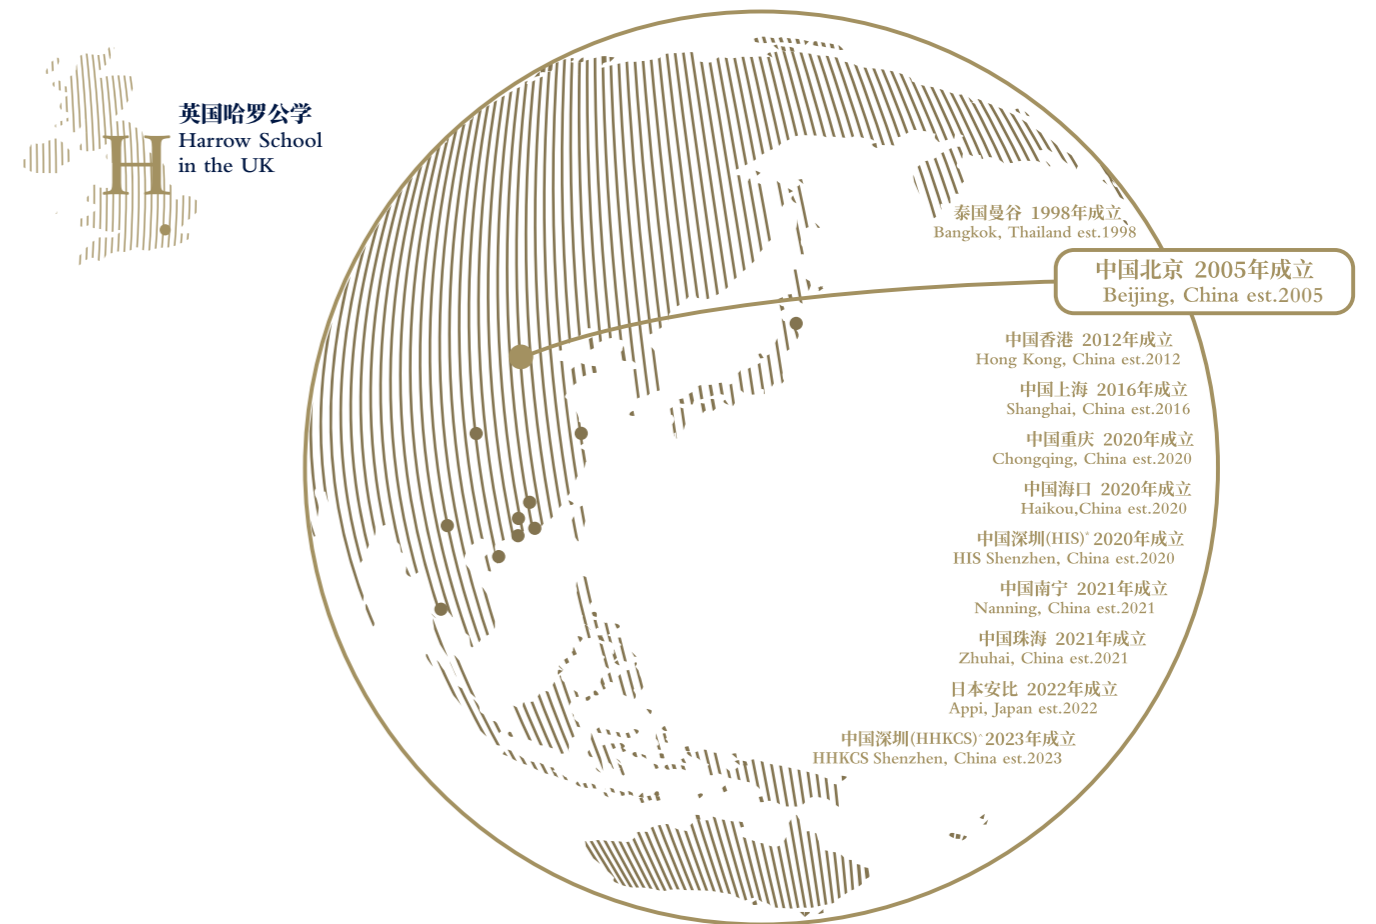 英国哈罗公学
H
Harrow School
in the UK
泰国曼谷 1998年成立
Bangkok, Thailand est.1998
中国北京 2005年成立
Beijing, China est.2005
中国香港 2012年成立
Hong Kong, China est.2012
中国上海 2016年成立
Shanghai, China est.2016
中国重庆 2020年成立
Chongqing, China est.2020
中国海口 2020年成立
Haikou,China est.2020
中国深圳(HIS)* 2020年成立
HIS Shenzhen, China est.2020
中国南宁 2021年成立
Nanning, China est.2021
中国珠海 2021年成立
Zhuhai, China est.2021
日本安比 2022年成立
Appi, Japan est.2022
中国深圳(HHKCS)^2023年成立
HHKCS Shenzhen, China est.2023